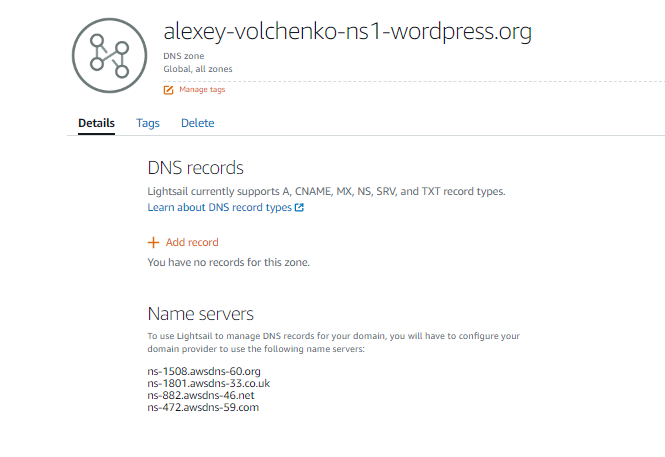 alexey-volchenko-ns1-wordpress.org
DNS zone
Global, all zones
Manage tags
Details Tags Delete
DNS records
Lightsail currently supports A, CNAME, MX, NS, SRV, and TXT record types.
Learn about DNS record types
+ Add record
You have no records for this zone.
Name servers
To use Lightsail to manage DNS records for your domain, you will have to configure your
domain provider to use the following name servers:
ns-1508.awsdns-60.org
ns-1801.awsdns-33.co.uk
ns-882.awsdns-46.net
ns-472.awsdns-59.com